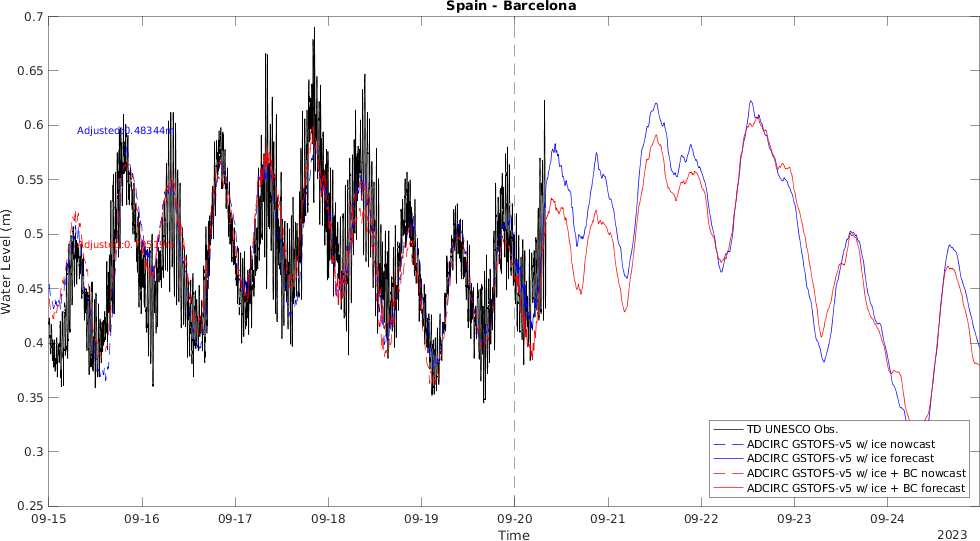 Spain - Barcelona
0.7
0.65
0.6
0.55
0.5
0.45
0.4
0.35
0.3
0.25
Water Level (m)
Adjusted:0.48344m
TD UNESCO Obs.
ADCIRC GSTOFS-v5 w/ ice nowcast
ADCIRC GSTOFS-v5 w/ ice forecast
ADCIRC GSTOFS-v5 w/ ice + BC nowcast
ADCIRC GSTOFS-v5 w/ ice + BC forecast
09-15 09-16 09-17 09-18 09-19 09-20 09-21 09-22 09-23 09-24
Time
2023